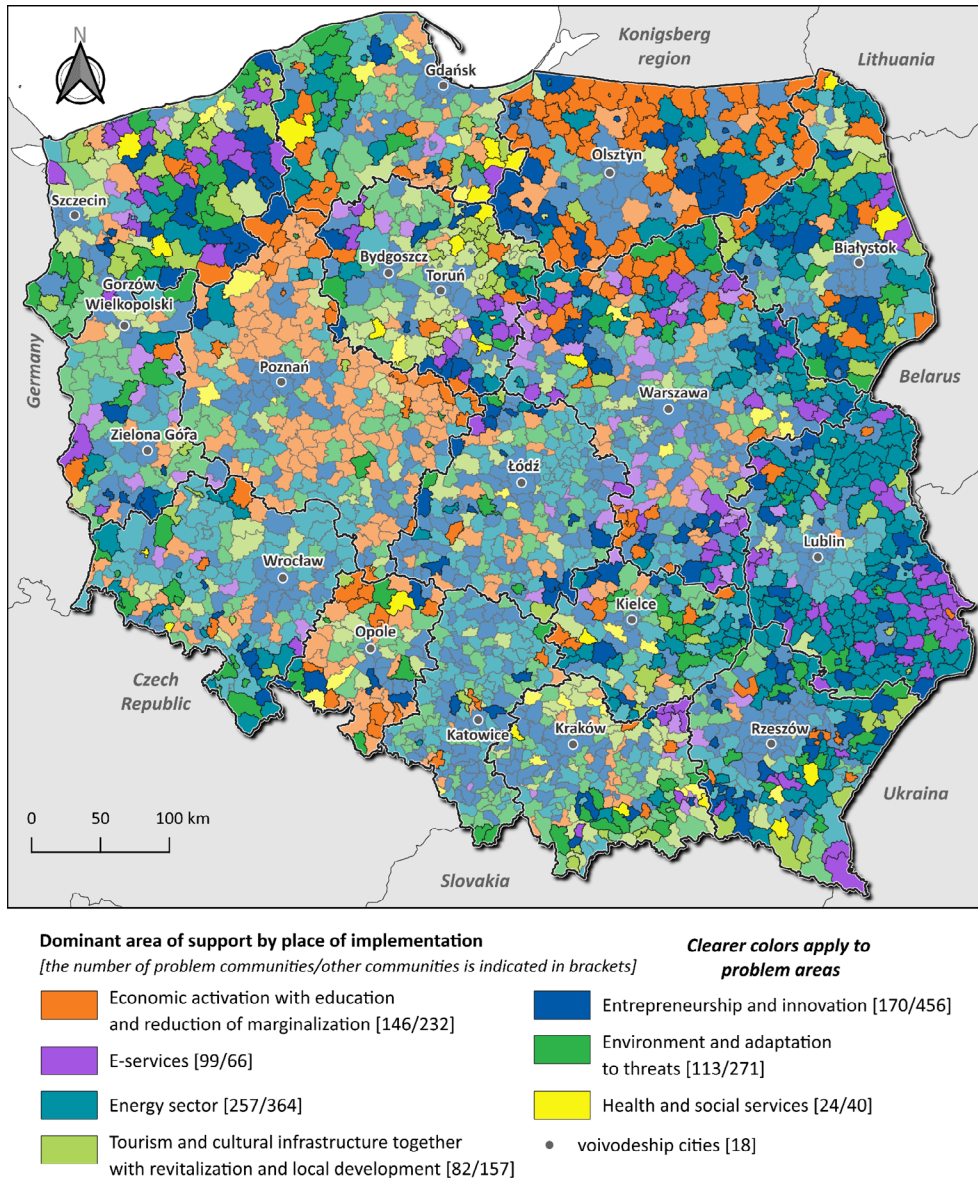 N
Konigsberg
region
Lithuania
Gdańsk
Olsztyn
Szczecin
Białystok
Bydgoszcz
Toruń
Gorzów
Wielkopolski
Germany
Poznań
Belarus
Warszawa
Zielona Góra
Łódź
Lublin
Wrocław
Kielce
Opole
Czech
Republic
Katowice
Kraków
Rzeszów
Ukraina
0 50 100 km
Slovakia
Dominant area of support by place of implementation
[the number of problem communities/other communities is indicated in brackets]
Clearer colors apply to
problem areas
Economic activation with education
and reduction of marginalization [146/232]
E-services [99/66]
Energy sector [257/364]
Tourism and cultural infrastructure together
with revitalization and local development [82/157]
Entrepreneurship and innovation [170/456]
Environment and adaptation
to threats [113/271]
Health and social services [24/40]
voivodeship cities [18]